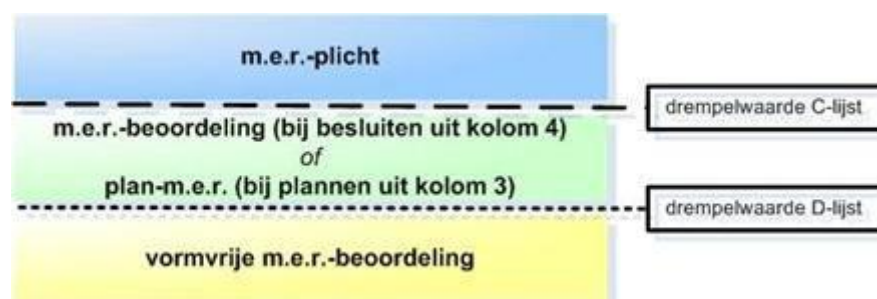 m.e.r.-plicht
drempelwaarde C-lijst
m.e.r.-beoordeling (bij besluiten uit kolom 4)
of
plan-m.e.r. (bij plannen uit kolom 3)
drempelwaarde D-lijst
vormvrije m.e.r.-beoordeling